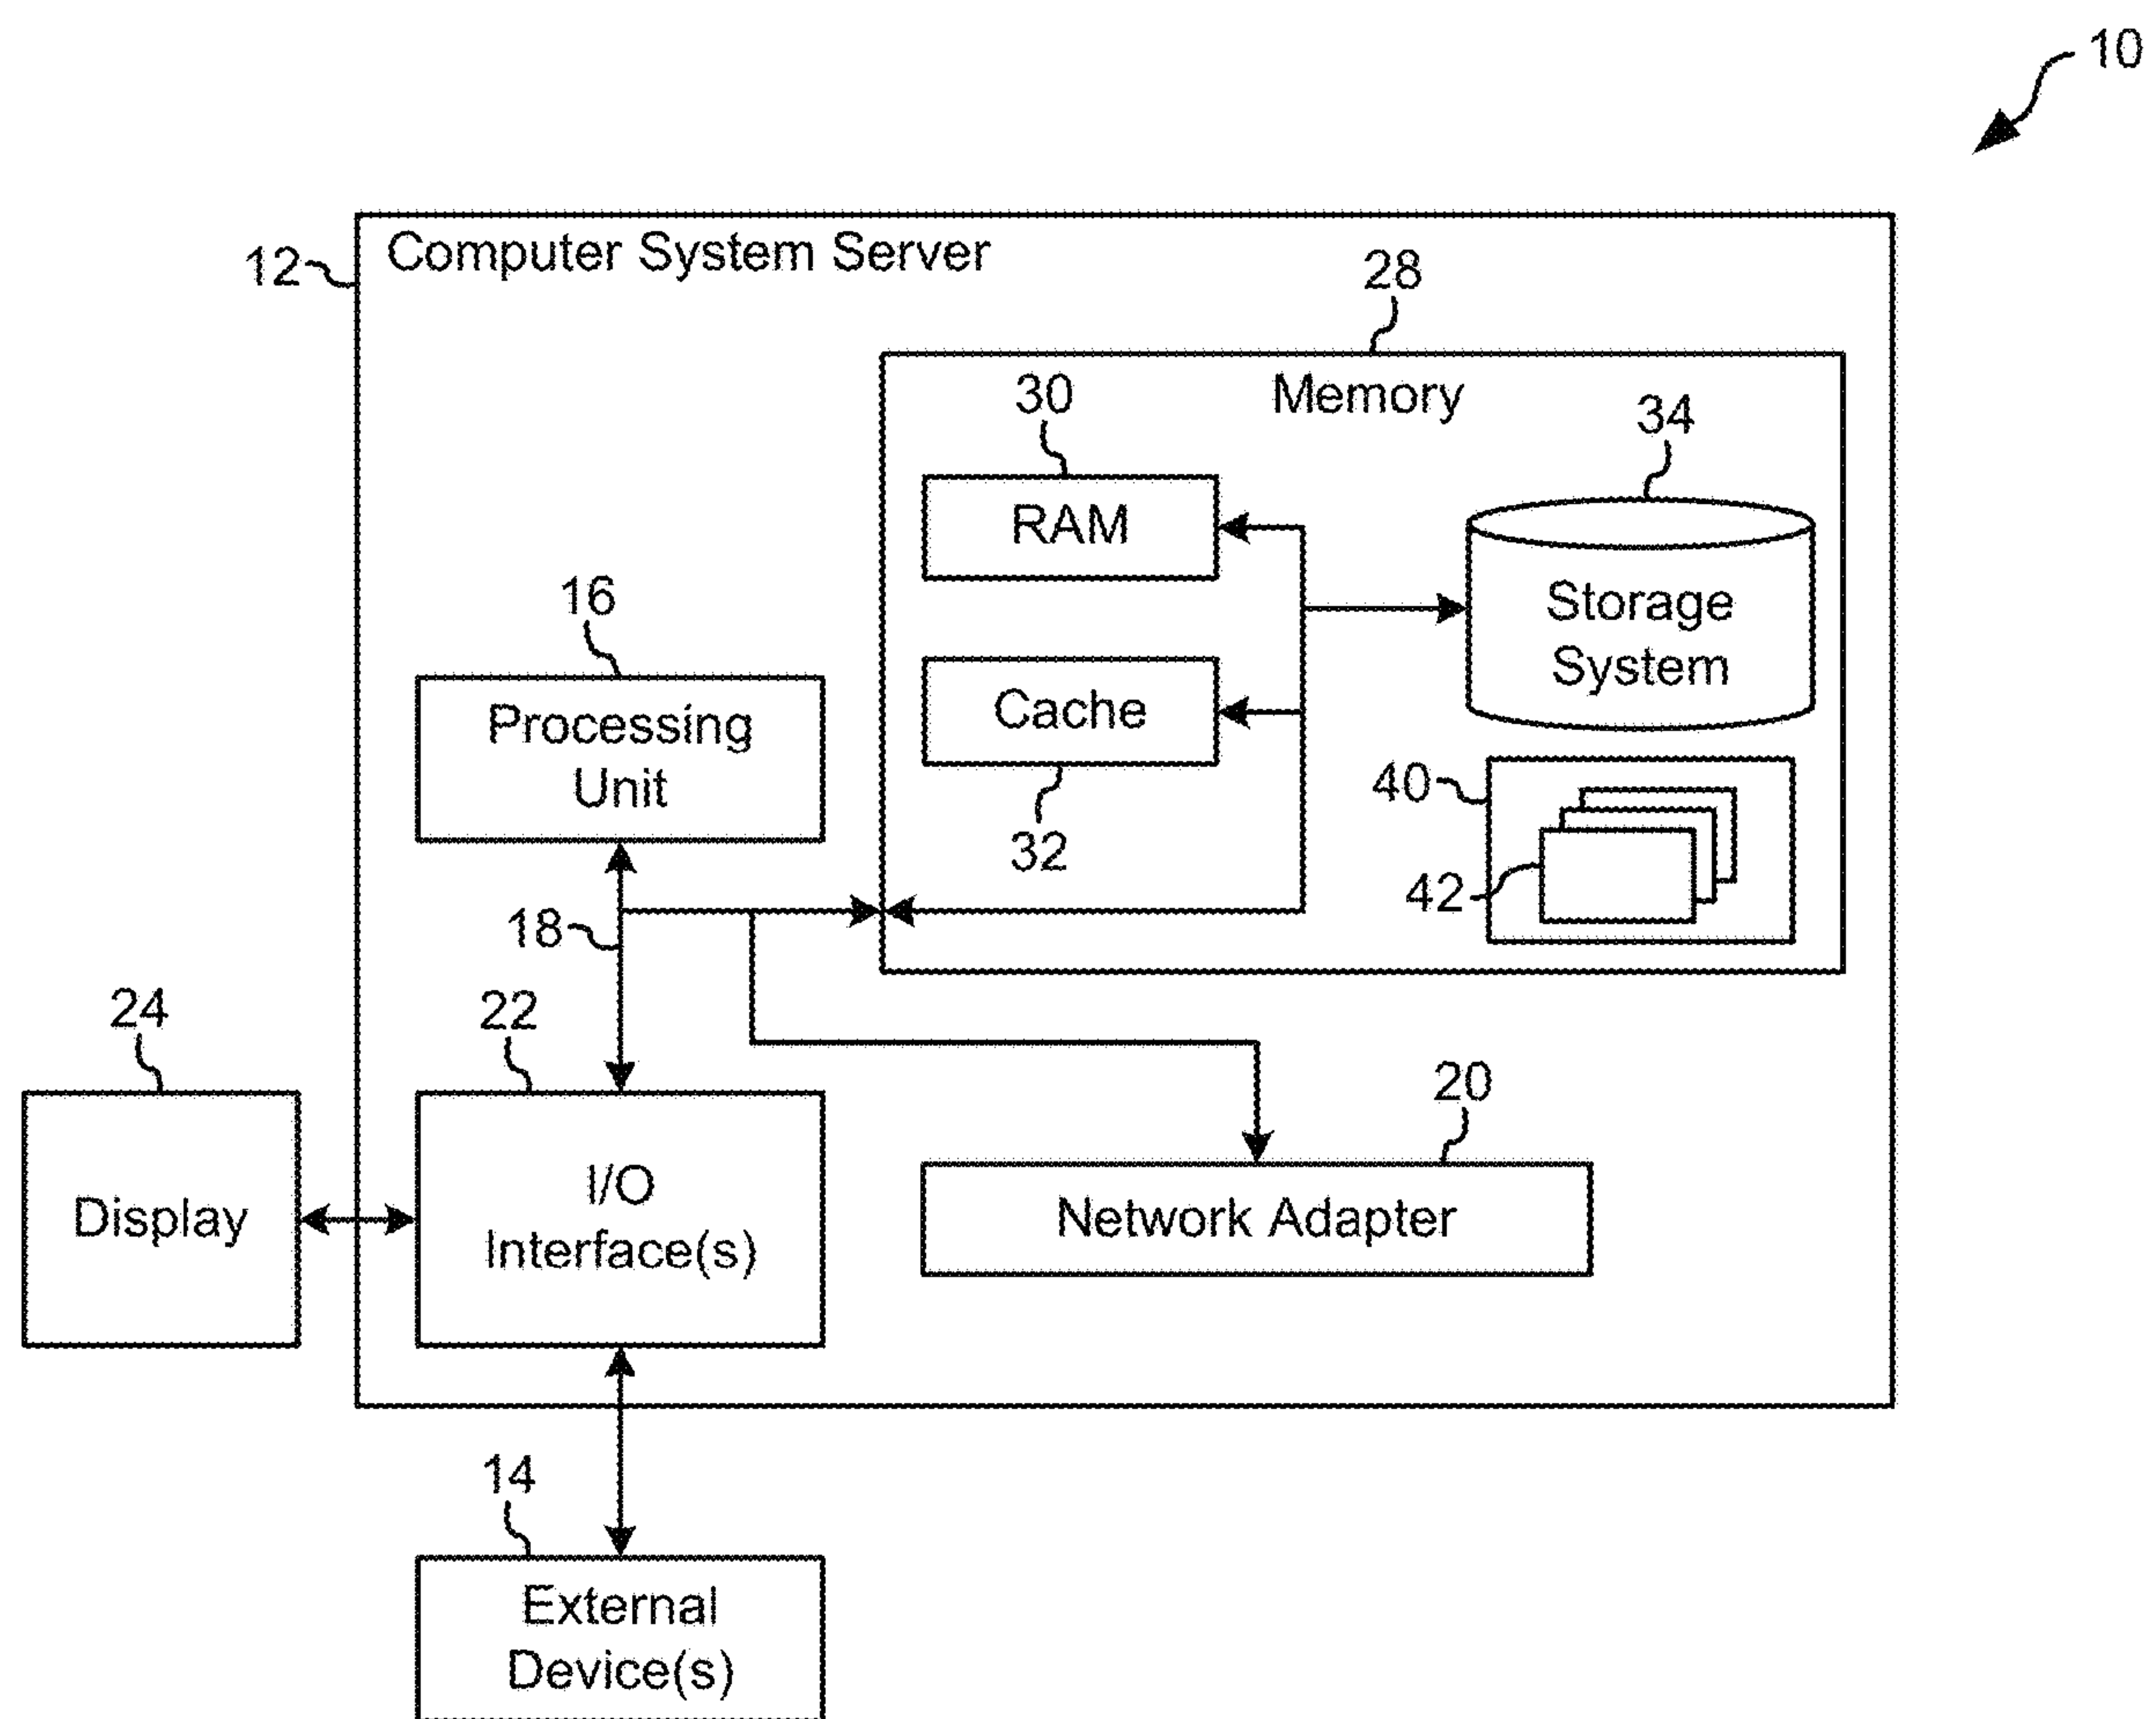 10
12
Computer System Server
28
Memory
30
34
RAM
Storage
System
16
Processing
Unit
Cache
32
40
42
18
24
22
20
Display
I/O
Interface(s)
Network Adapter
14
External
Device(s)